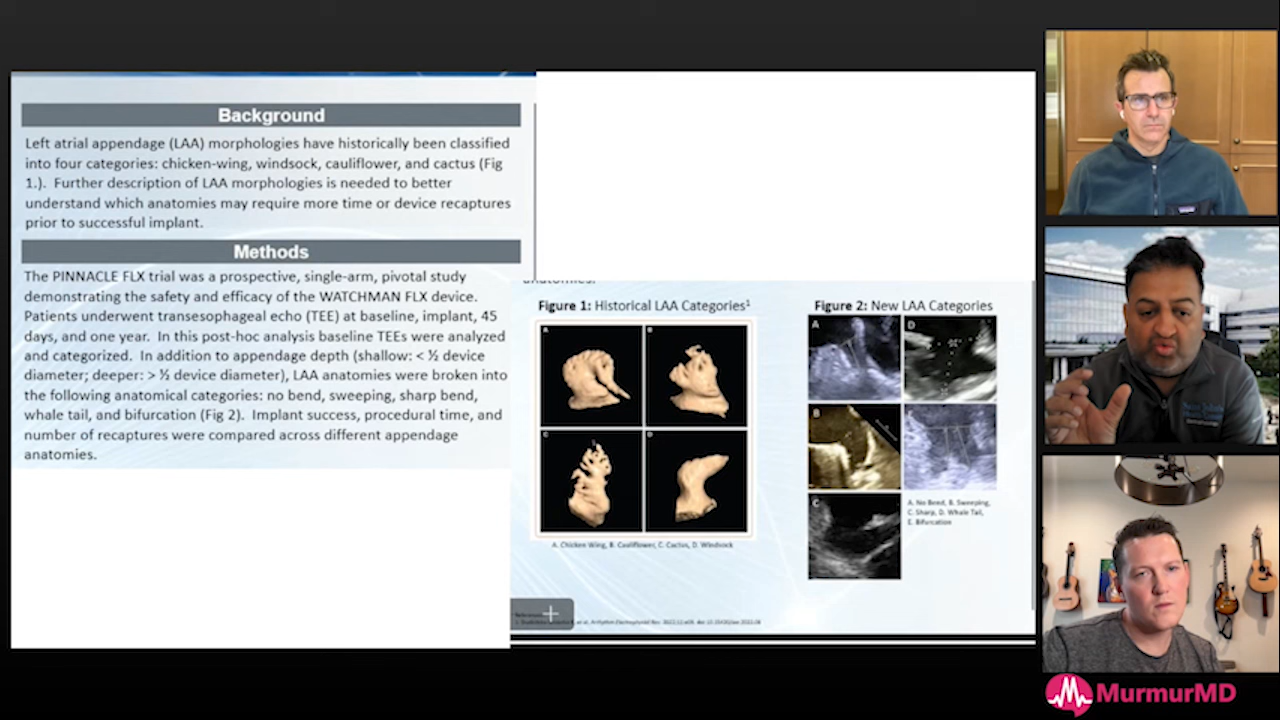 Background
Left atrial appendage (LAA) morphologies have historically been classified
into four categories: chicken-wing, windsock, cauliflower, and cactus (Fig
1.). Further description of LAA morphologies is needed to better
understand which anatomies may require more time or device recaptures
prior to successful implant.
Methods
The PINNACLE FLX trial was a prospective, single-arm, pivotal study
demonstrating the safety and efficacy of the WATCHMAN FLX device.
Patients underwent transesophageal echo (TEE) at baseline, implant, 45
days, and one year. In this post-hoc analysis baseline TEEs were analyzed
and categorized. In addition to appendage depth (shallow: < ½ device
diameter; deeper: > ½ device diameter), LAA anatomies were broken into
the following anatomical categories: no bend, sweeping, sharp bend,
whale tail, and bifurcation (Fig 2). Implant success, procedural time, and
number of recaptures were compared across different appendage
anatomies.
anatomies.
Figure 1: Historical LAA Categories¹
A
B
C
D
A. Chicken Wing, B. Cauliflower, C. Cactus, D. Windsock
Figure 2: New LAA Categories
A
D
B
C
A. No Bend, B. Sweeping,
C. Sharp, D. Whale Tail,
E. Bifurcation
MurmurMD